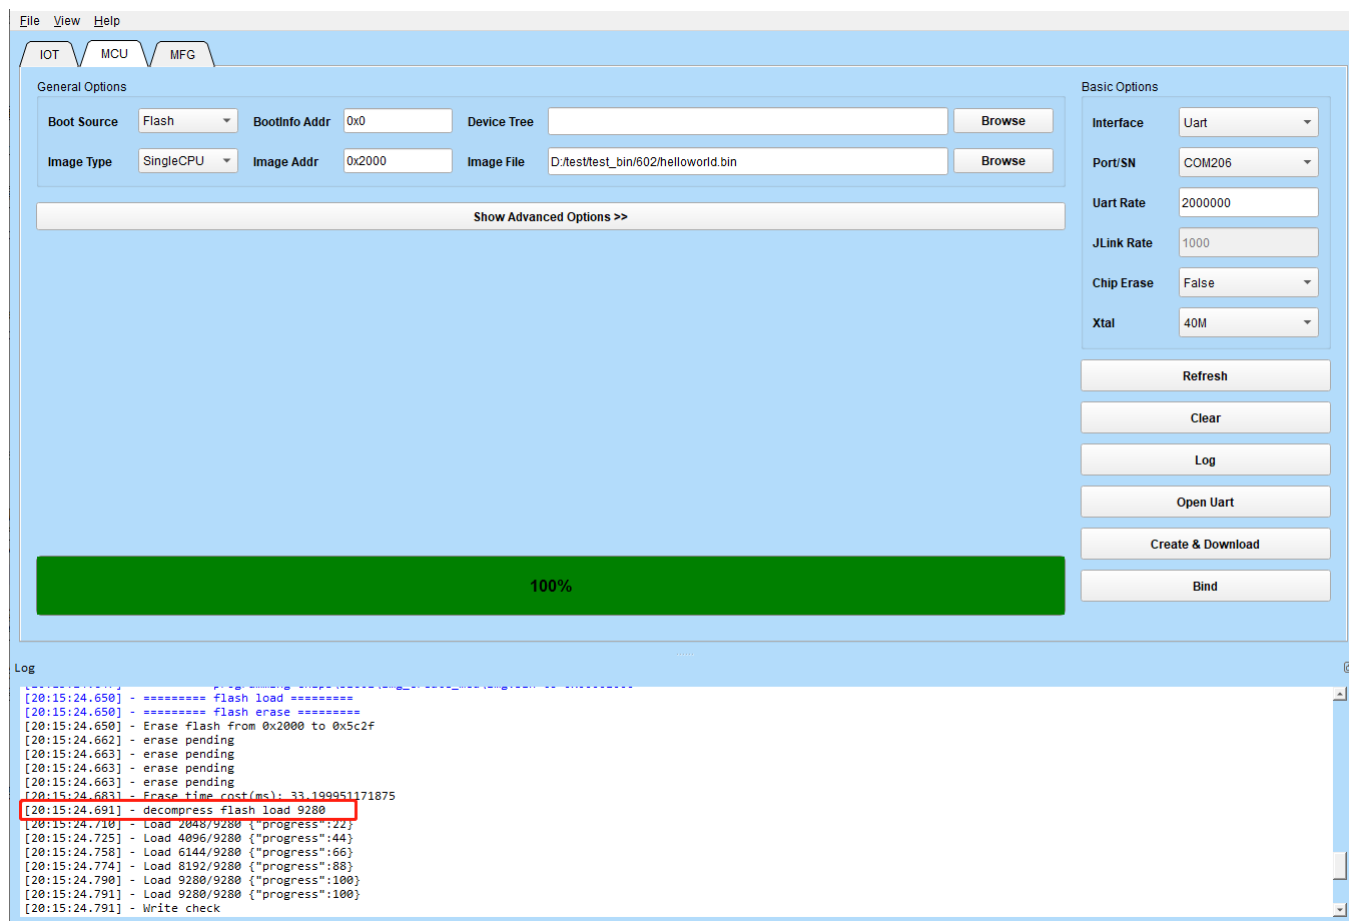 File View Help
IOT MCU MFG
General Options
Boot Source Flash BootInfo Addr 0x0 Device Tree Browse
Image Type SingleCPU Image Addr 0x2000 Image File D:/test/test_bin/602/helloworld.bin Browse
Show Advanced Options >>
100%
Basic Options
Interface Uart
Port/SN COM206
Uart Rate 2000000
JLink Rate 1000
Chip Erase False
Xtal 40M
Refresh
Clear
Log
Open Uart
Create & Download
Bind
Log
[20:15:24.650] - ========= flash load =========
[20:15:24.650] - ========= flash erase =========
[20:15:24.650] - Erase flash from 0x2000 to 0x5c2f
[20:15:24.662] - erase pending
[20:15:24.663] - erase pending
[20:15:24.663] - erase pending
[20:15:24.663] - erase pending
[20:15:24.683] - Erase time cost(ms): 33.199951171875
[20:15:24.691] - decompress flash load 9280
[20:15:24.710] - Load 2048/9280 {"progress":22}
[20:15:24.725] - Load 4096/9280 {"progress":44}
[20:15:24.758] - Load 6144/9280 {"progress":66}
[20:15:24.774] - Load 8192/9280 {"progress":88}
[20:15:24.790] - Load 9280/9280 {"progress":100}
[20:15:24.791] - Load 9280/9280 {"progress":100}
[20:15:24.791] - Write check